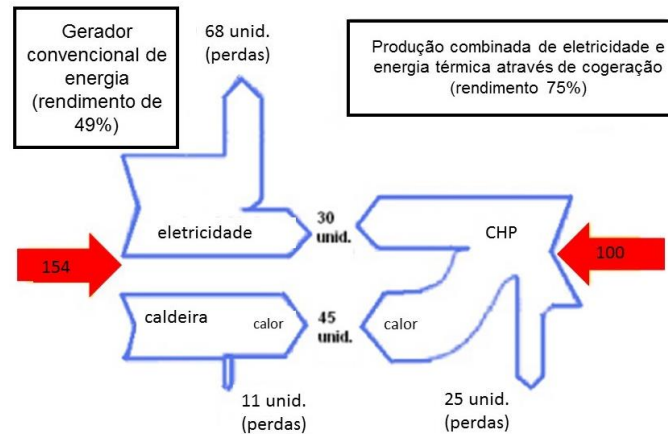 Gerador
convencional de
energia
(rendimento de
49%)
68 unid.
(perdas)
Produção combinada de eletricidade e
energia térmica através de cogeração
(rendimento 75%)
eletricidade
30
unid.
CHP
154
100
caldeira
calor
45
unid.
calor
11 unid.
(perdas)
25 unid.
(perdas)